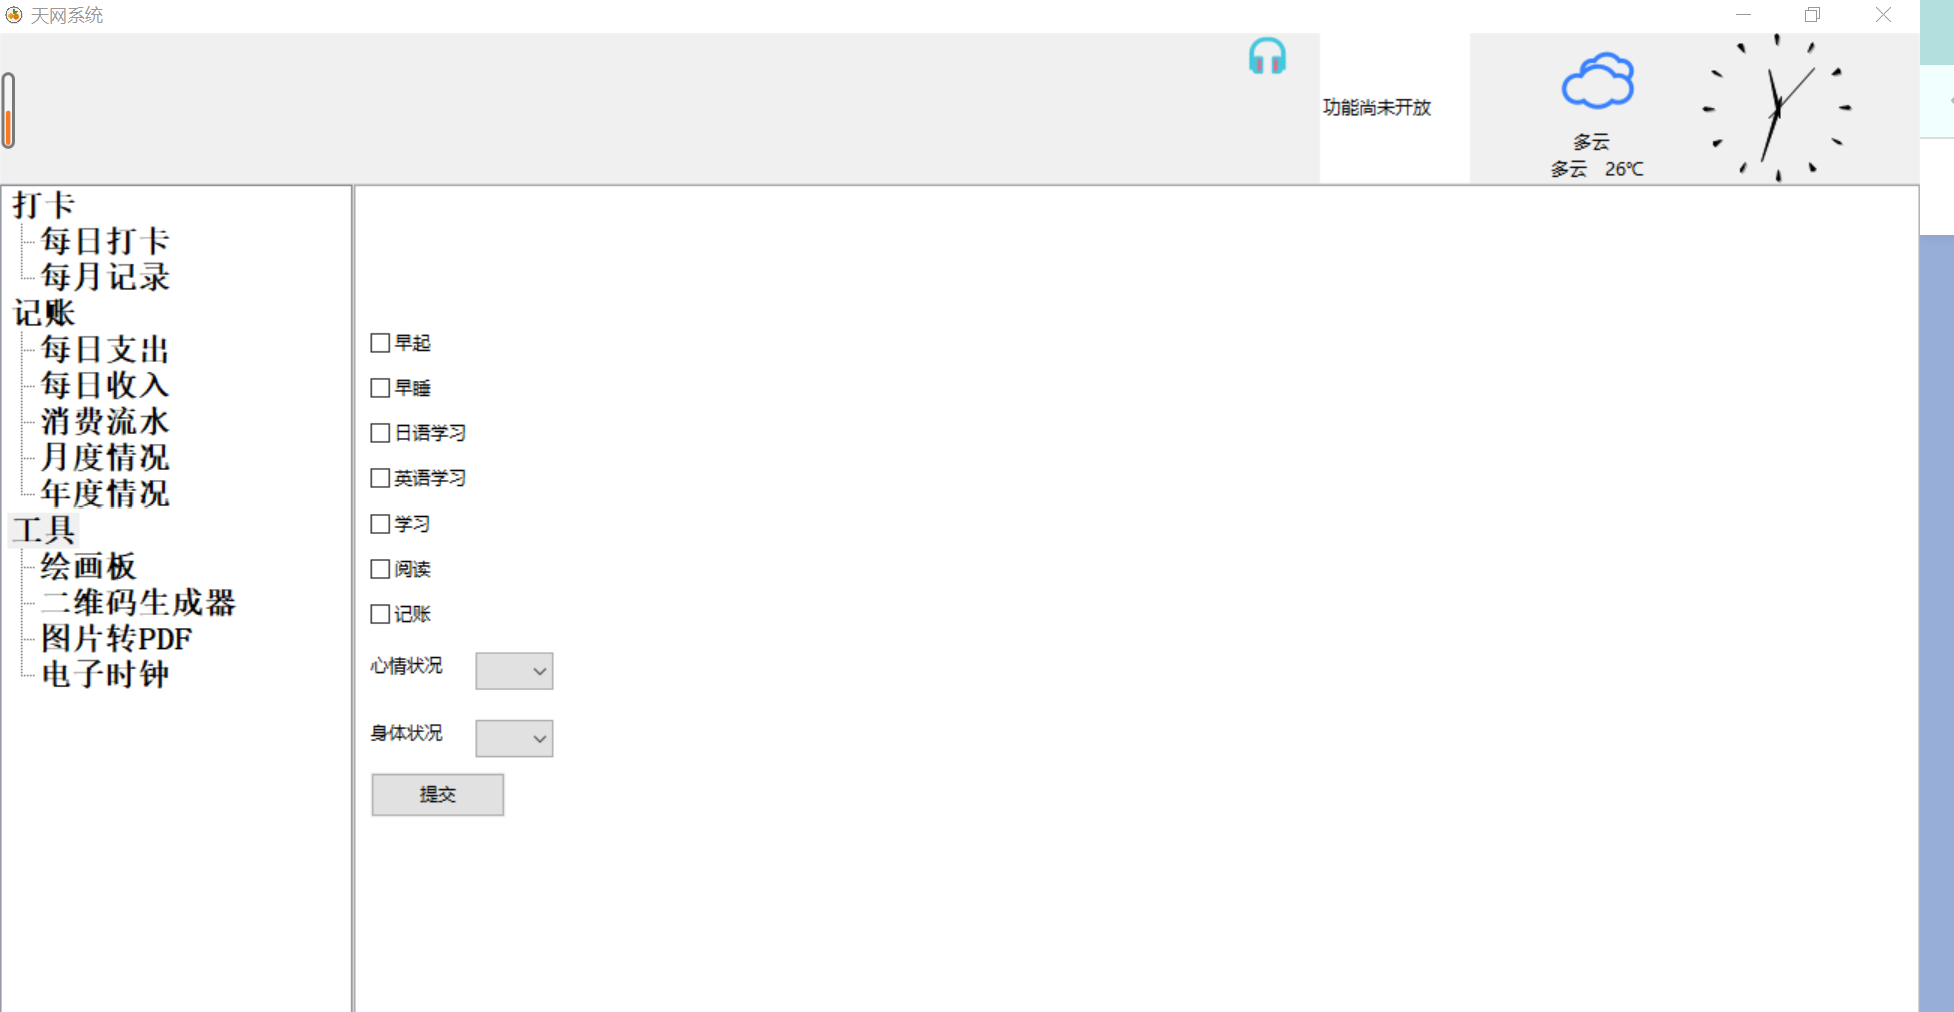 天网系统
功能尚未开放
多云
多云 26℃
打卡
每日打卡
每月记录
记账
每日支出
每日收入
消费流水
月度情况
年度情况
工具
绘画板
二维码生成器
图片转PDF
电子时钟
早起
早睡
日语学习
英语学习
学习
阅读
记账
心情状况
身体状况
提交